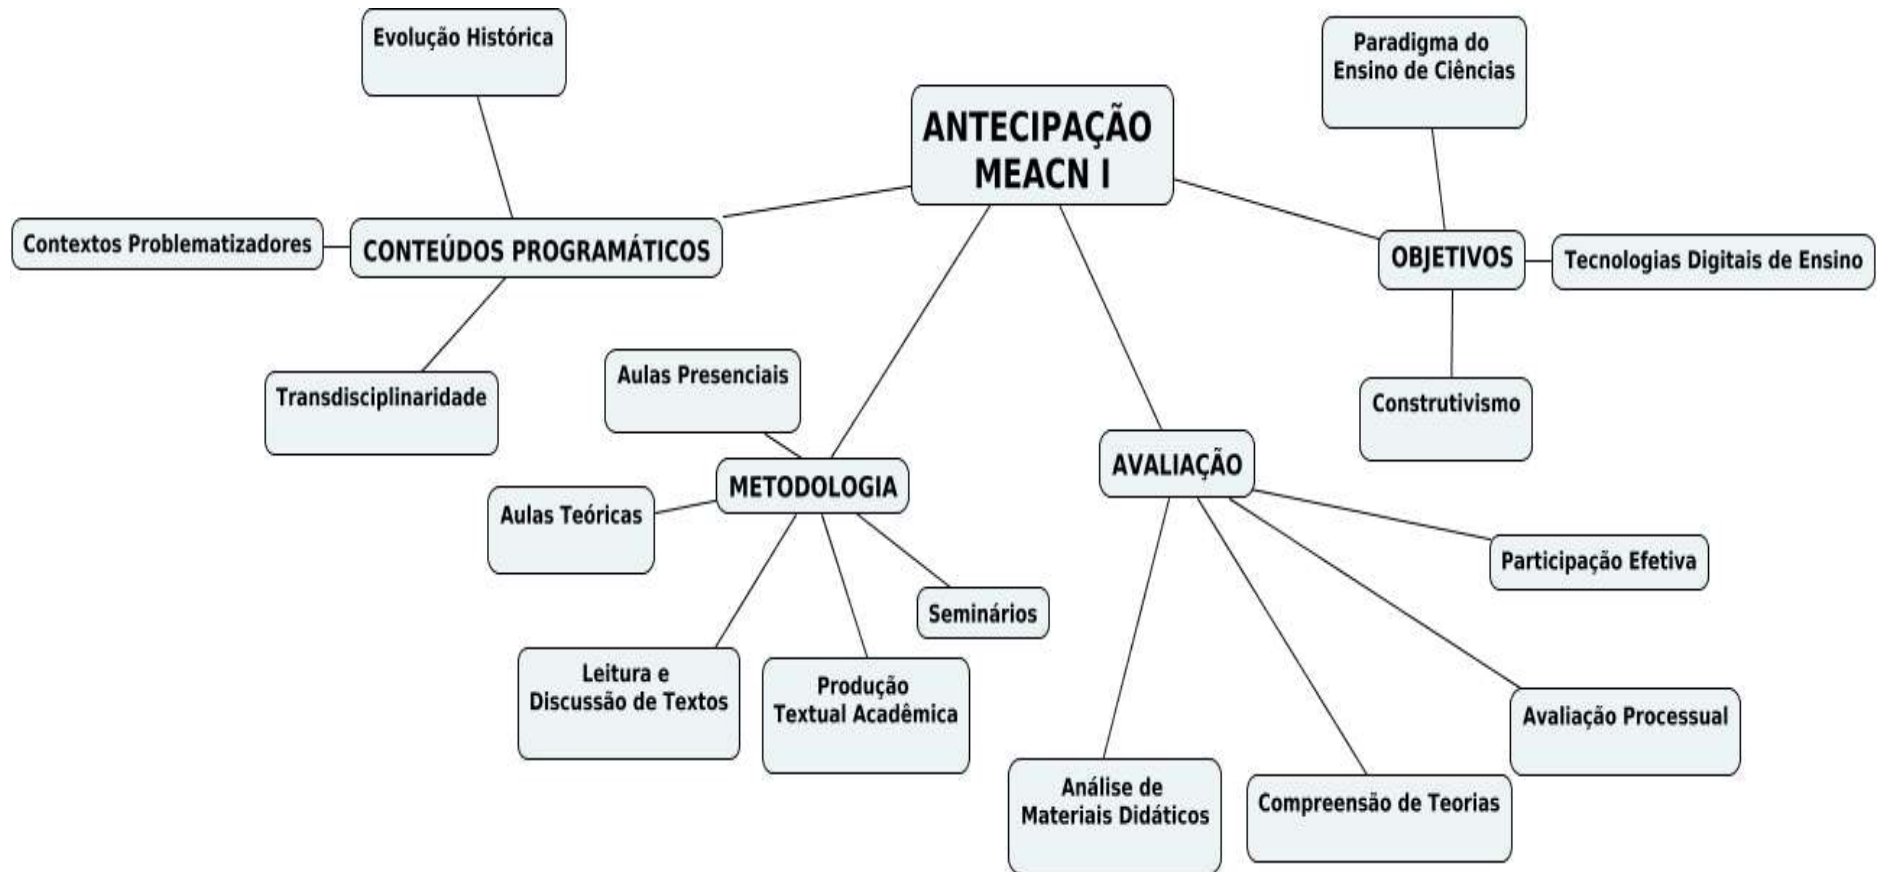 Evolução Histórica
Paradigma do
Ensino de Ciências
ANTECIPAÇÃO
MEACN I
Contextos Problematizadores
CONTEÚDOS PROGRAMÁTICOS
OBJETIVOS
Tecnologias Digitais de Ensino
Transdisciplinaridade
Aulas Presenciais
Construtivismo
METODOLOGIA
AVALIAÇÃO
Aulas Teóricas
Participação Efetiva
Seminários
Leitura e
Discussão de Textos
Produção
Textual Acadêmica
Avaliação Processual
Análise de
Materiais Didáticos
Compreensão de Teorias